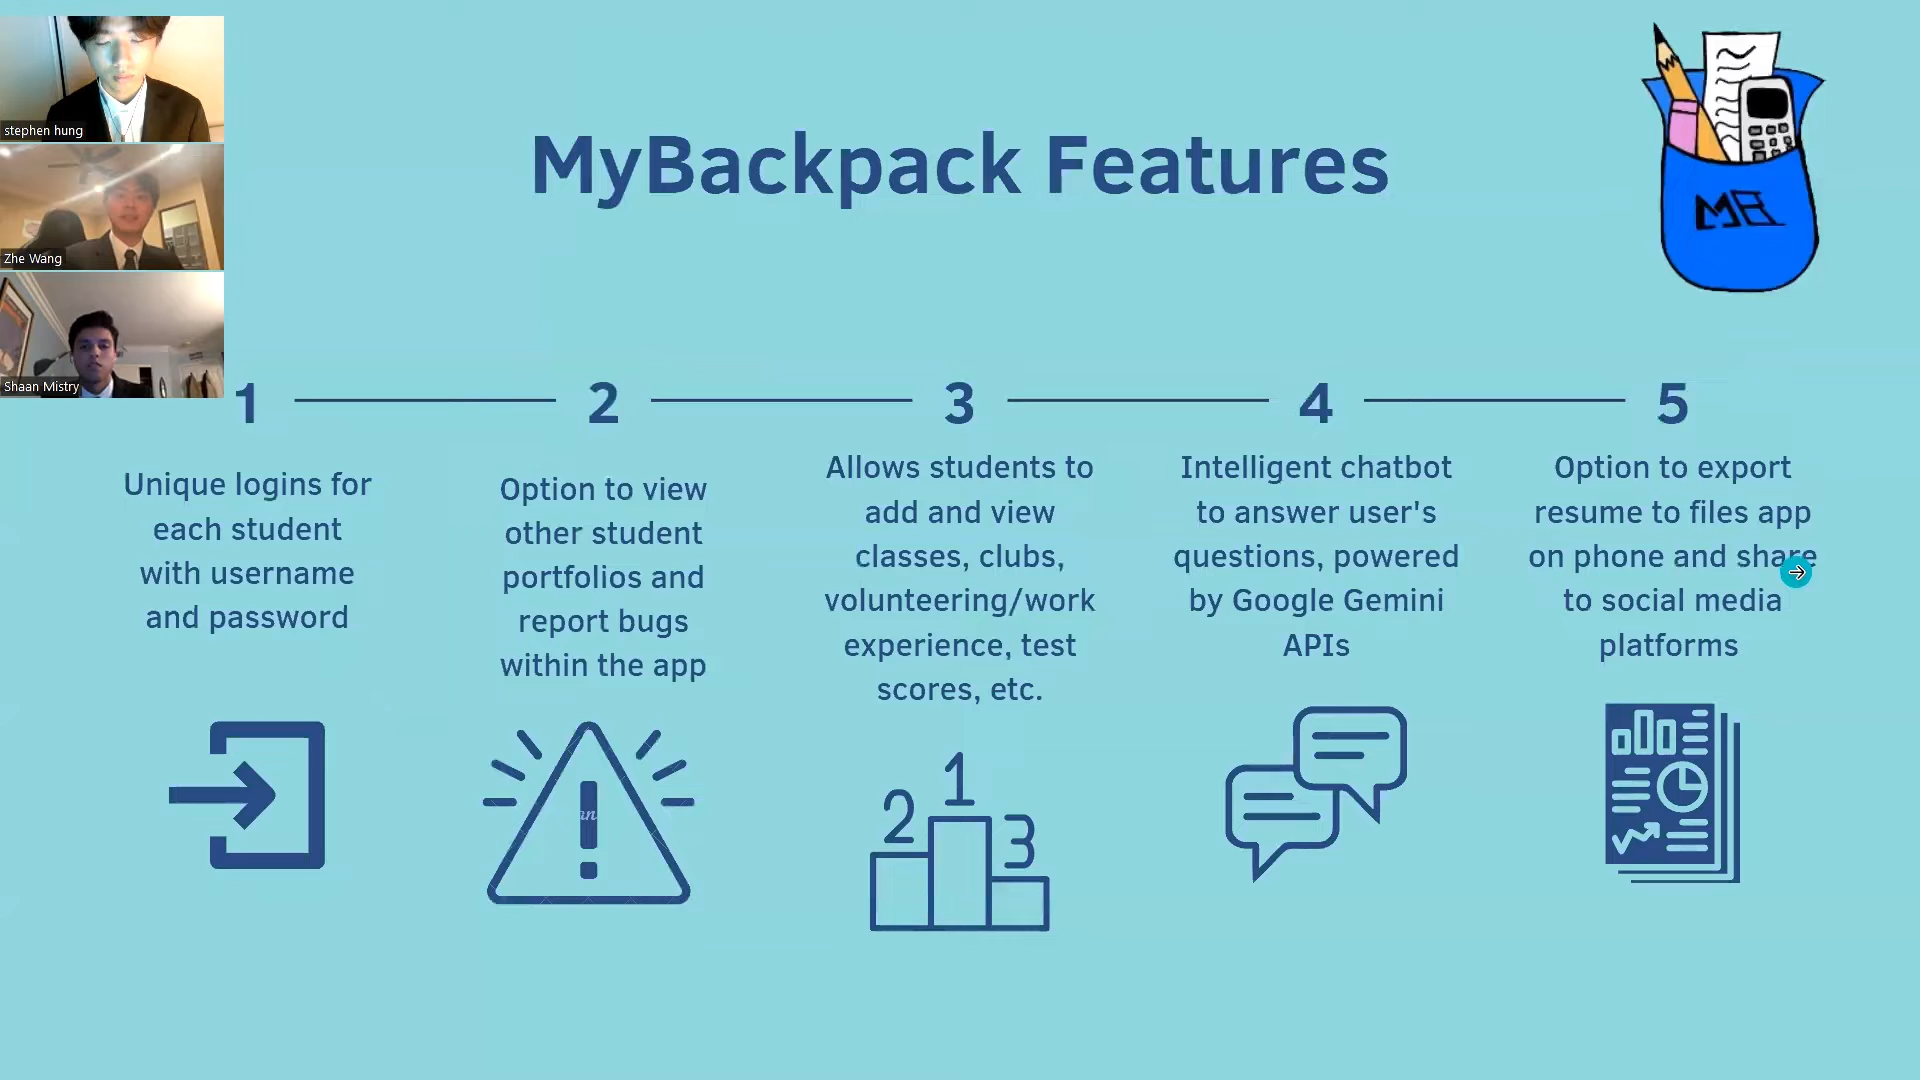 stephen hung
Zhe Wang
Shaan Mistry
MyBackpack Features
MB
1
2
3
4
5
Unique logins for
each student
with username
and password
Option to view
other student
portfolios and
report bugs
within the app
Allows students to
add and view
classes, clubs,
volunteering/work
experience, test
scores, etc.
Intelligent chatbot
to answer user's
questions, powered
by Google Gemini
APIs
Option to export
resume to files app
on phone and share
to social media
platforms
2
1
3